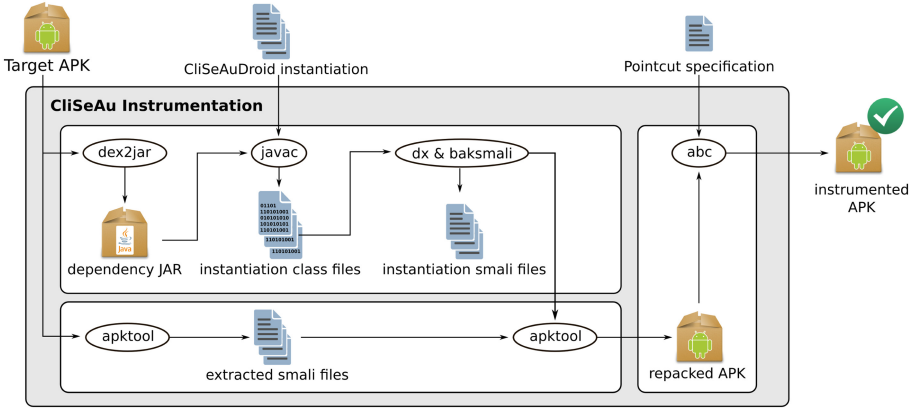 Target APK
CliSeAuDroid instantiation
Pointcut specification
CliSeAu Instrumentation
dex2jar
javac
dx & baksmali
abc
instrumented
APK
01101
110101001
010101010
101010101
110101001
110101001
110101001
Java
dependency JAR
instantiation class files
instantiation smali files
apktool
apktool
extracted smali files
repacked APK